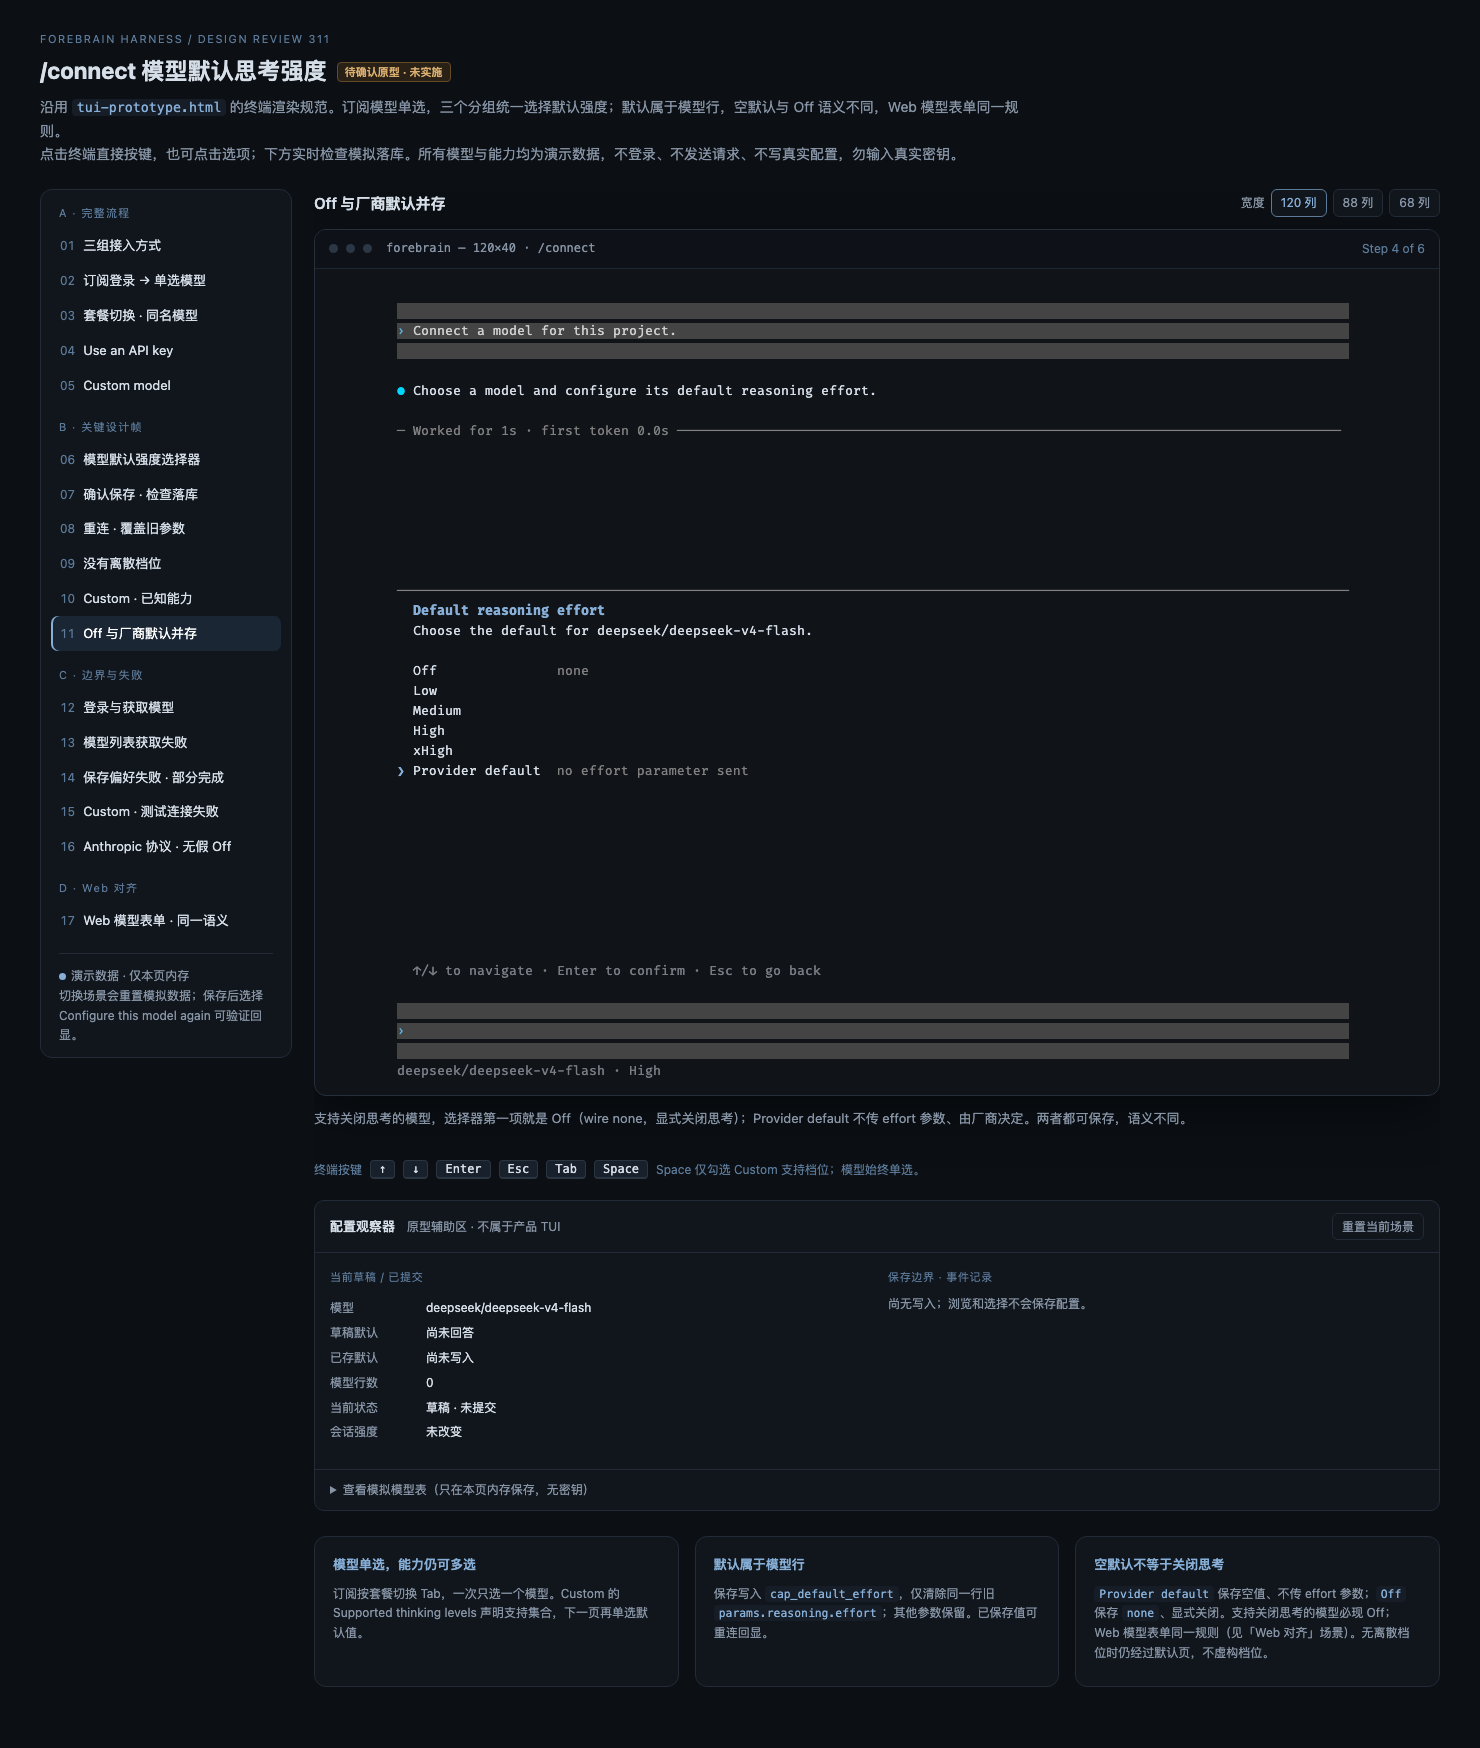 FOREBRAIN HARNESS / DESIGN REVIEW 311
/connect 模型默认思考强度 待确认原型 · 未实施
沿用 tui-prototype.html 的终端渲染规范。订阅模型单选，三个分组统一选择默认强度；默认属于模型行，空默认与 Off 语义不同，Web 模型表单同一规
则。
点击终端直接按键，也可点击选项；下方实时检查模拟落库。所有模型与能力均为演示数据，不登录、不发送请求、不写真实配置，勿输入真实密钥。
A · 完整流程
01 三组接入方式
02 订阅登录 → 单选模型
03 套餐切换 · 同名模型
04 Use an API key
05 Custom model
B · 关键设计帧
06 模型默认强度选择器
07 确认保存 · 检查落库
08 重连 · 覆盖旧参数
09 没有离散档位
10 Custom · 已知能力
11 Off 与厂商默认并存
C · 边界与失败
12 登录与获取模型
13 模型列表获取失败
14 保存偏好失败 · 部分完成
15 Custom · 测试连接失败
16 Anthropic 协议 · 无假 Off
D · Web 对齐
17 Web 模型表单 · 同一语义
● 演示数据 · 仅本页内存
切换场景会重置模拟数据；保存后选择
Configure this model again 可验证回
显。
Off 与厂商默认并存
宽度 120 列 88 列 68 列
forebrain — 120×40 · /connect
Step 4 of 6
› Connect a model for this project.
● Choose a model and configure its default reasoning effort.
─ Worked for 1s · first token 0.0s
Default reasoning effort
Choose the default for deepseek/deepseek-v4-flash.
Off none
Low
Medium
High
xHigh
❯ Provider default no effort parameter sent
↑/↓ to navigate · Enter to confirm · Esc to go back
›
deepseek/deepseek-v4-flash · High
支持关闭思考的模型，选择器第一项就是 Off（wire none，显式关闭思考）；Provider default 不传 effort 参数、由厂商决定。两者都可保存，语义不同。
终端按键 ↑ ↓ Enter Esc Tab Space Space 仅勾选 Custom 支持档位；模型始终单选。
配置观察器 原型辅助区 · 不属于产品 TUI
重置当前场景
当前草稿 / 已提交
模型 deepseek/deepseek-v4-flash
草稿默认 尚未回答
已存默认 尚未写入
模型行数 0
当前状态 草稿 · 未提交
会话强度 未改变
保存边界 · 事件记录
尚无写入；浏览和选择不会保存配置。
▶ 查看模拟模型表（只在本页内存保存，无密钥）
模型单选，能力仍可多选
订阅按套餐切换 Tab，一次只选一个模型。Custom 的
Supported thinking levels 声明支持集合，下一页再单选默
认值。
默认属于模型行
保存写入 cap_default_effort，仅清除同一行旧
params.reasoning.effort；其他参数保留。已保存值可
重连回显。
空默认不等于关闭思考
Provider default 保存空值、不传 effort 参数；Off
保存 none、显式关闭。支持关闭思考的模型必现 Off；
Web 模型表单同一规则（见「Web 对齐」场景）。无离散档
位时仍经过默认页，不虚构档位。